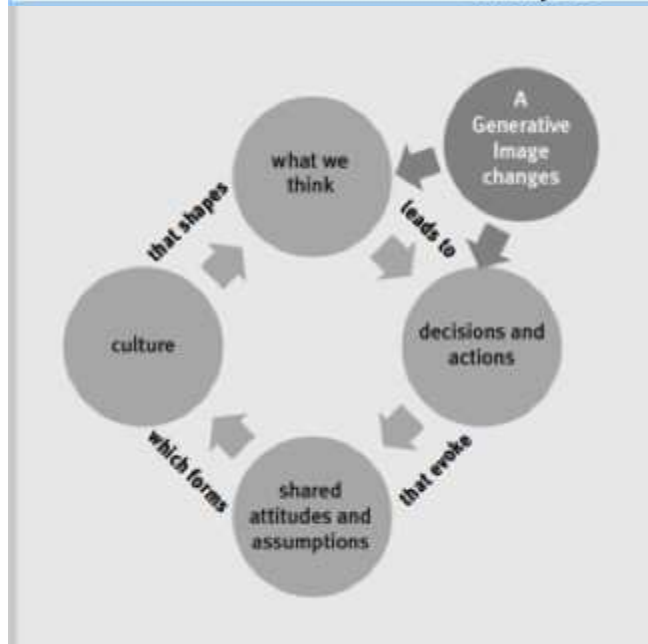 A
Generative
Image
changes
what we
think
leads to
decisions and
actions
that evoke
shared
attitudes and
assumptions
which forms
culture
that shapes